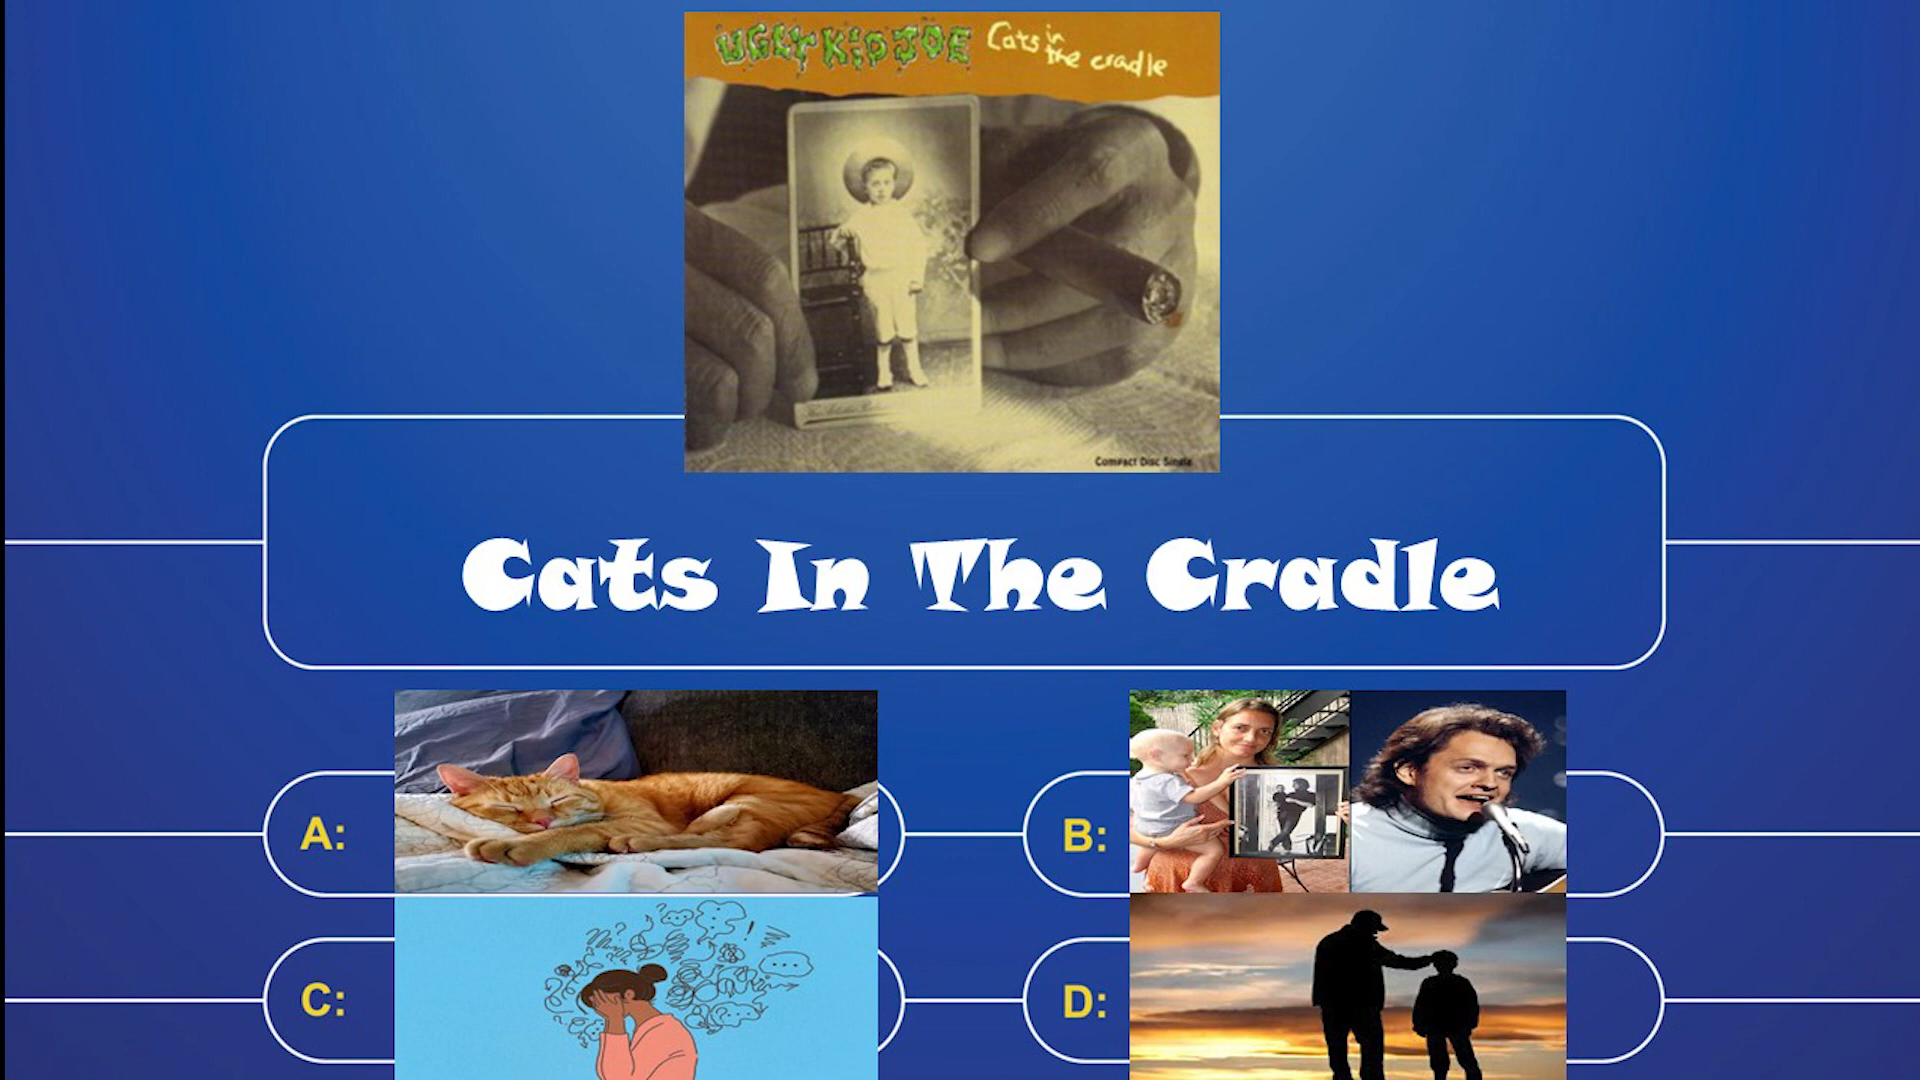 UGLY KID JOE Cats in the cradle
Compact Disc Single
Cats In The Cradle
A:
B:
C:
D: